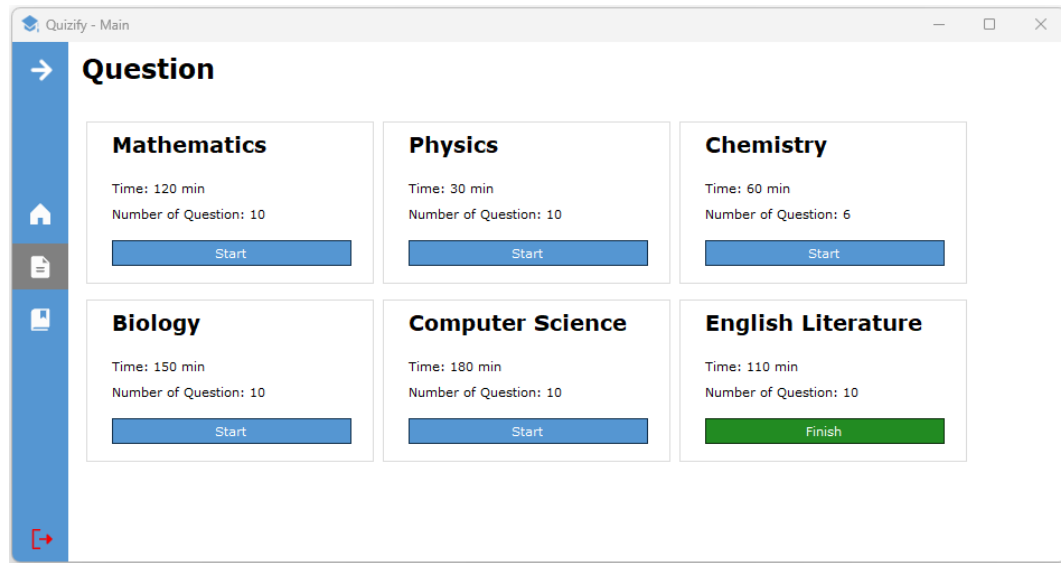 Quizify - Main
Question
Mathematics
Time: 120 min
Number of Question: 10
Start
Physics
Time: 30 min
Number of Question: 10
Start
Chemistry
Time: 60 min
Number of Question: 6
Start
Biology
Time: 150 min
Number of Question: 10
Start
Computer Science
Time: 180 min
Number of Question: 10
Start
English Literature
Time: 110 min
Number of Question: 10
Finish